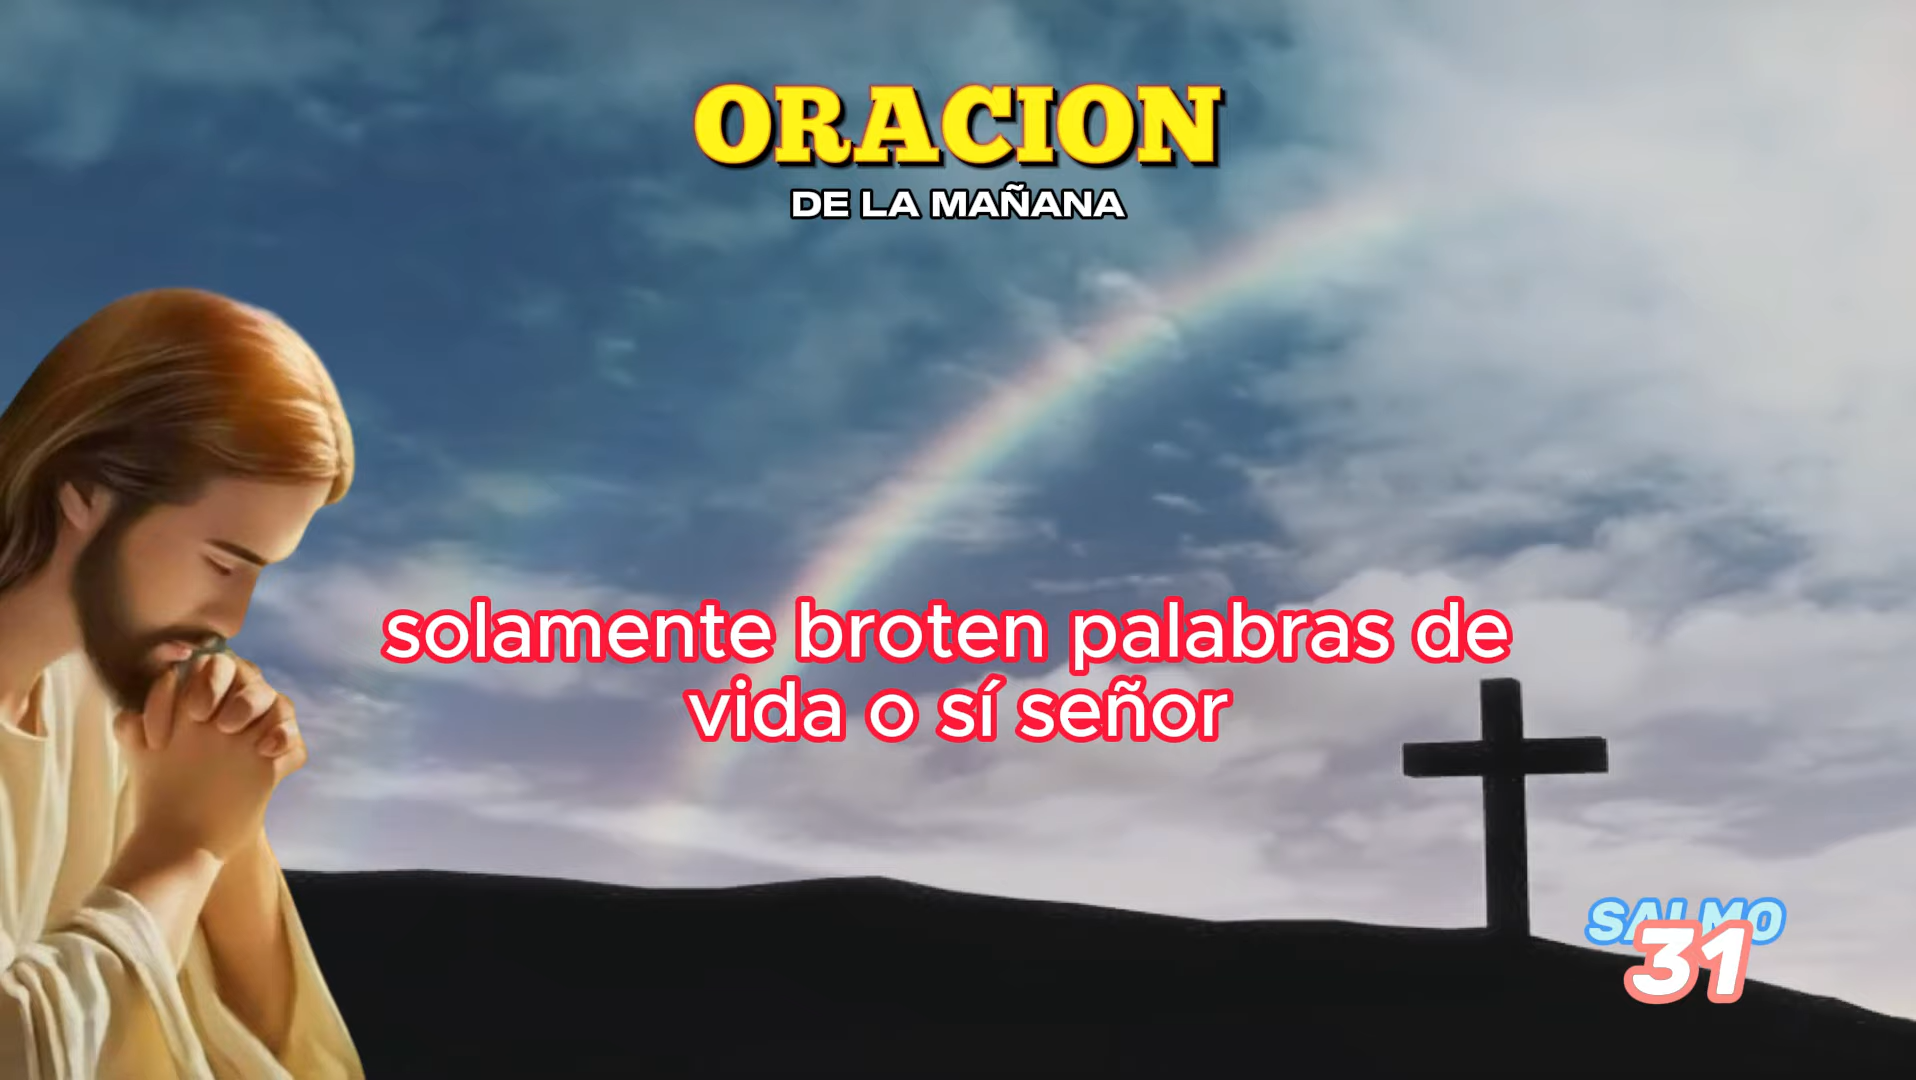 ORACION
DE LA MAÑANA
solamente broten palabras de
vida o sí señor
SALMO
31